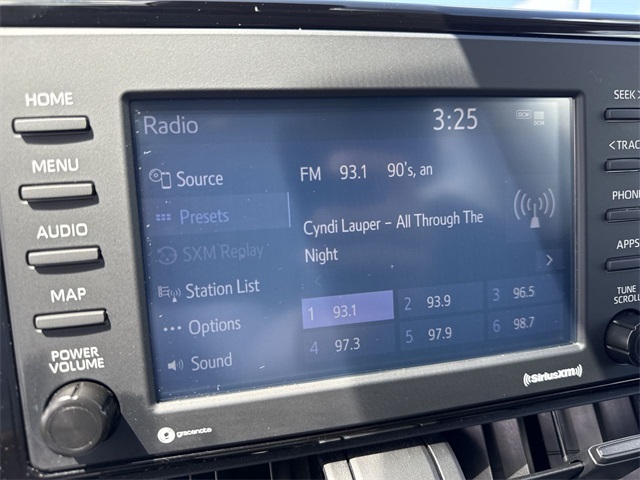 HOME
MENU
AUDIO
MAP
POWER
VOLUME
Radio
3:25
DCM
Source
Presets
SXM Replay
Station List
Options
Sound
FM 93.1 90's, an
Cyndi Lauper – All Through The
Night
1 93.1
2 93.9
3 96.5
4 97.3
5 97.9
6 98.7
gracenote
SiriusXM
SEEK >
< TRAC
PHON
APPS
TUNE
SCROLL